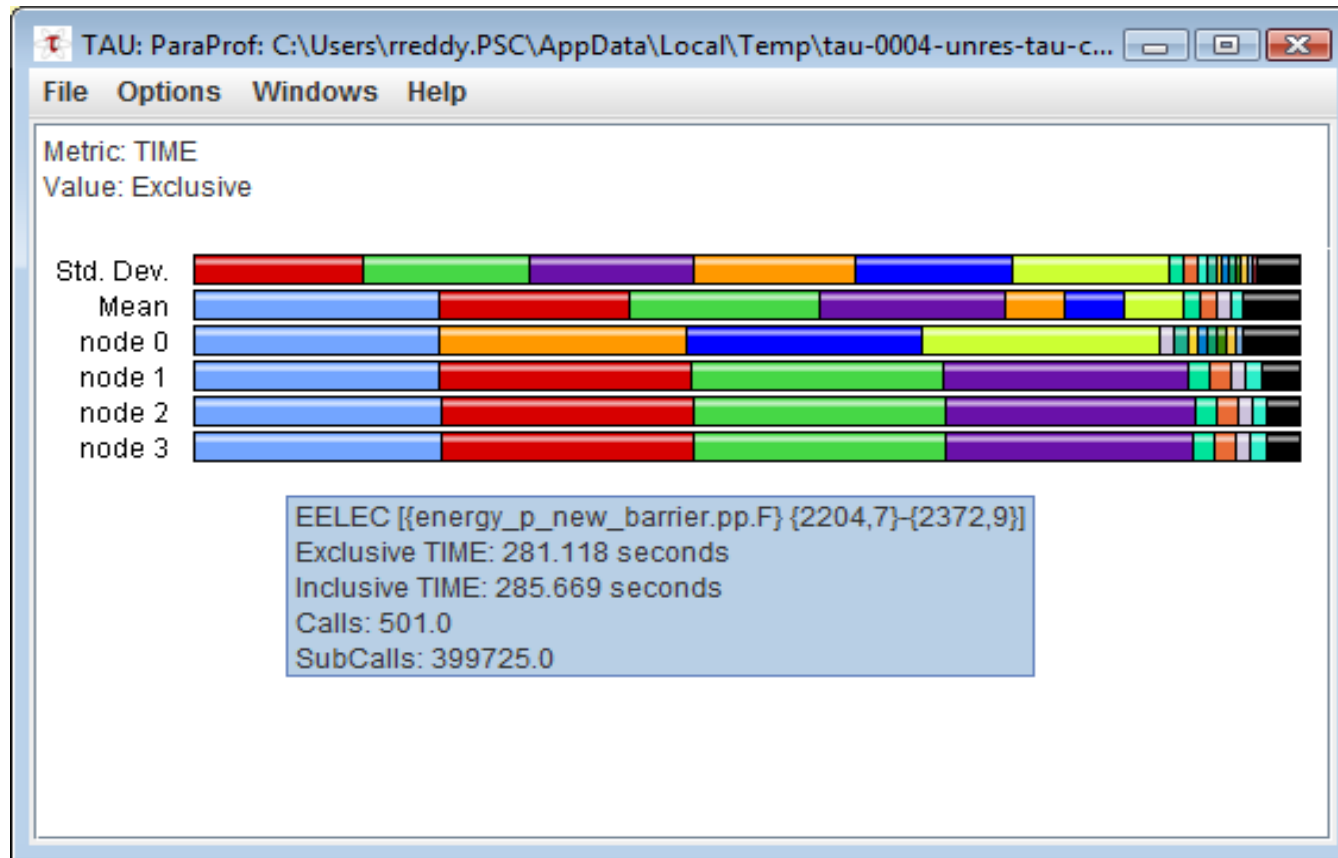 TAU: ParaProf: C:\Users\rreddy.PSC\AppData\Local\Temp\tau-0004-unres-tau-c...
File Options Windows Help
Metric: TIME
Value: Exclusive
Std. Dev.
Mean
node 0
node 1
node 2
node 3
EELEC [{energy_p_new_barrier.pp.F} {2204,7}-{2372,9}]
Exclusive TIME: 281.118 seconds
Inclusive TIME: 285.669 seconds
Calls: 501.0
SubCalls: 399725.0